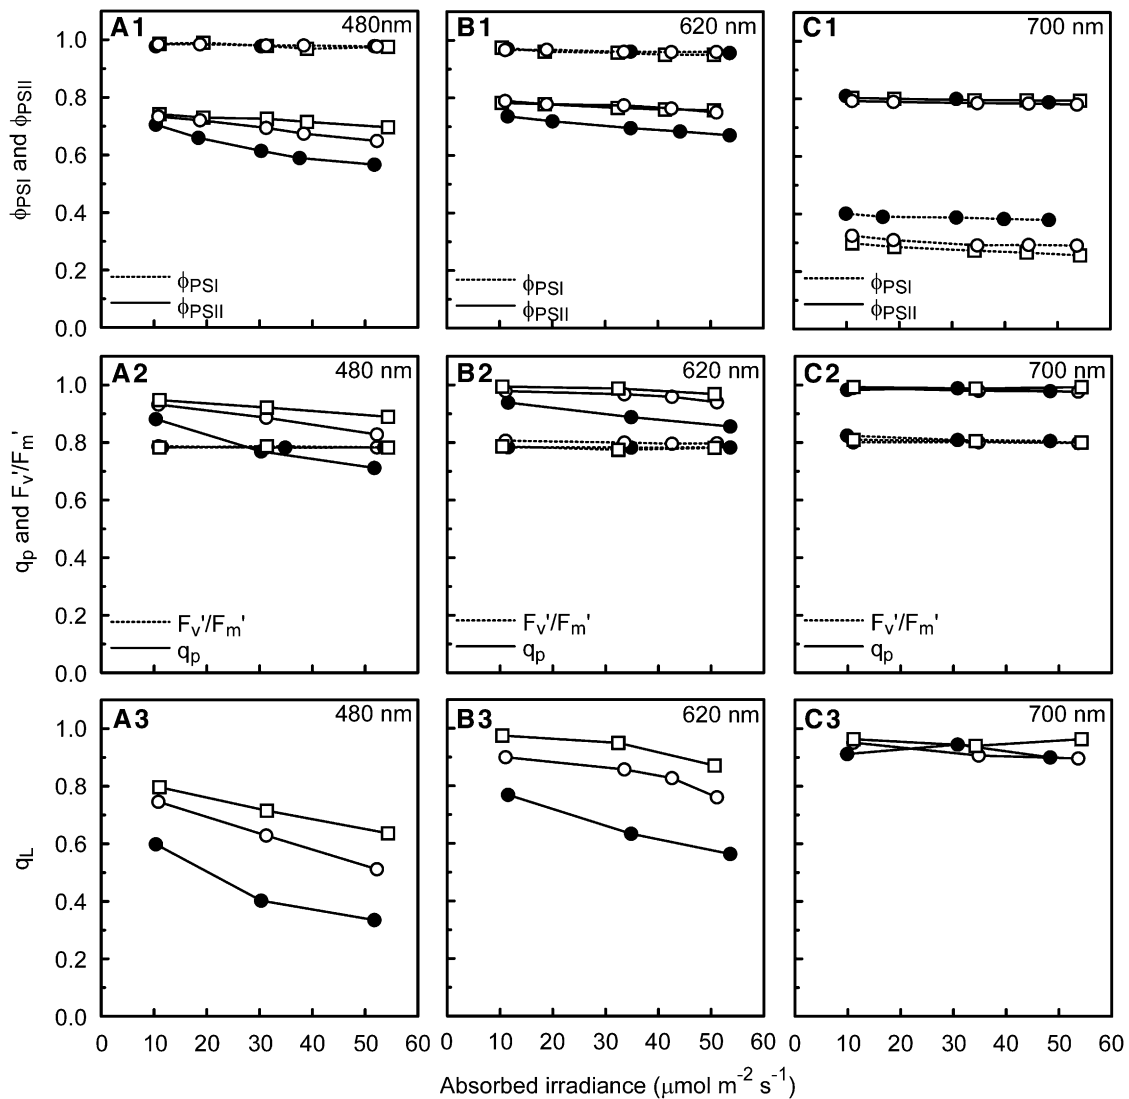 A1 480nm
B1 620 nm
C1 700 nm
ϕPSI and ϕPSII
1.0
0.8
0.6
0.4
0.2
0.0
ϕPSI
ϕPSII
ϕPSI
ϕPSII
ϕPSI
ϕPSII
A2 480 nm
B2 620 nm
C2 700 nm
qp and Fv'/Fm'
1.0
0.8
0.6
0.4
0.2
0.0
Fv'/Fm'
qp
Fv'/Fm'
qp
Fv'/Fm'
qp
A3 480 nm
B3 620 nm
C3 700 nm
qL
1.0
0.8
0.6
0.4
0.2
0.0
0 10 20 30 40 50 0 10 20 30 40 50 60 0 10 20 30 40 50 60
Absorbed irradiance (μmol m-2 s-1)